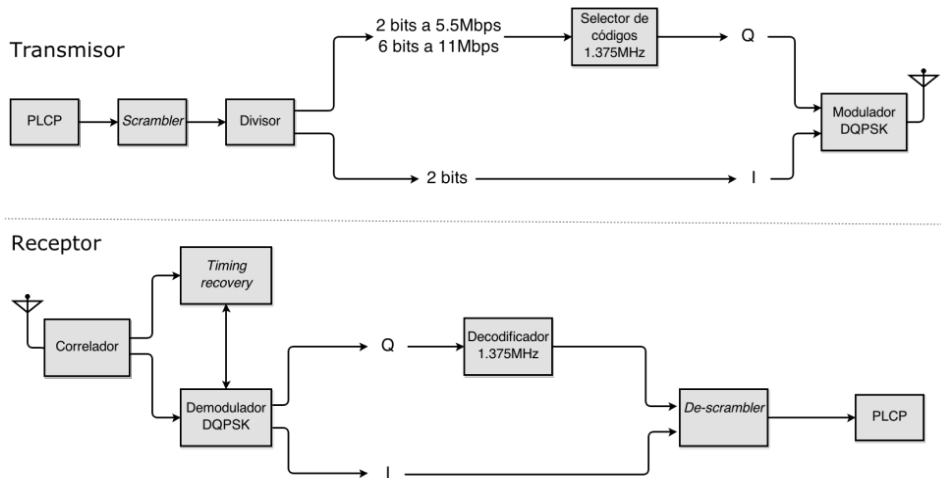 Transmisor
2 bits a 5.5Mbps
6 bits a 11Mbps
Selector de
códigos
1.375MHz
Q
PLCP
Scrambler
Divisor
Modulador
DQPSK
2 bits
I
Receptor
Timing
recovery
Correlador
Q
Decodificador
1.375MHz
Demodulador
DQPSK
De-scrambler
PLCP
I